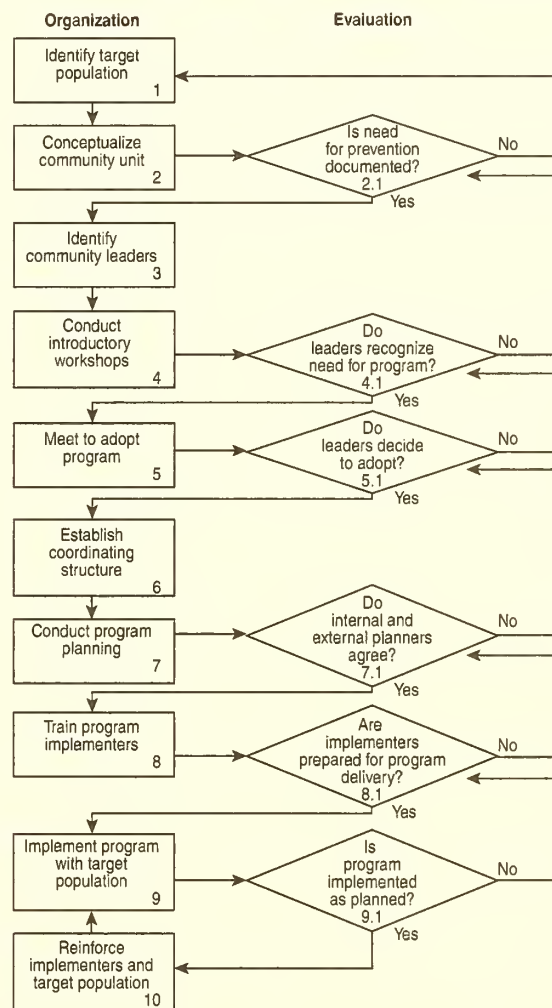 Organization
Evaluation
Identify target
population
1
Conceptualize
community unit
2
Is need
for prevention
documented?
2.1
No
Yes
Identify
community leaders
3
Conduct
introductory
workshops
4
Do
leaders recognize
need for program?
4.1
No
Yes
Meet to adopt
program
5
Do
leaders decide
to adopt?
5.1
No
Yes
Establish
coordinating
structure
6
Conduct program
planning
7
Do
internal and
external planners
agree?
7.1
No
Yes
Train program
implementers
8
Are
implementers
prepared for program
delivery?
8.1
No
Yes
Implement program
with target
population
9
Is
program
implemented
as planned?
9.1
No
Yes
Reinforce
implementers and
target population
10